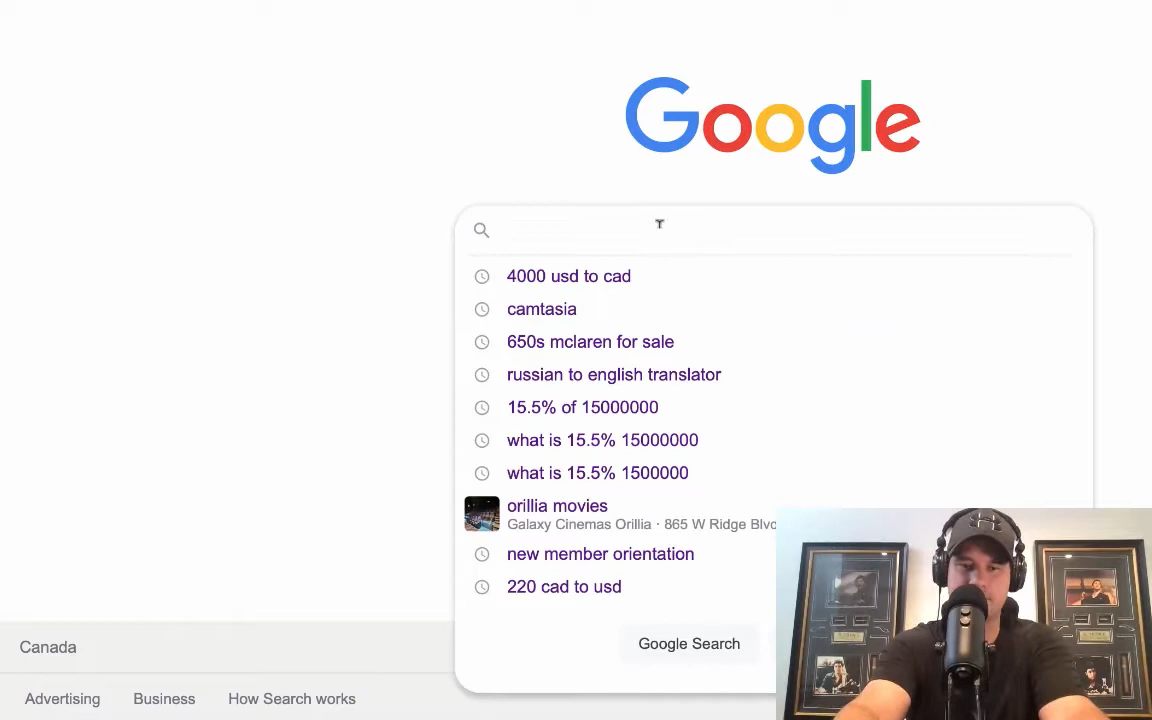 Google
4000 usd to cad
camtasia
650s mclaren for sale
russian to english translator
15.5% of 15000000
what is 15.5% 15000000
what is 15.5% 1500000
orillia movies
Galaxy Cinemas Orillia · 865 W Ridge Blvd
new member orientation
220 cad to usd
Google Search
Canada
Advertising Business How Search works